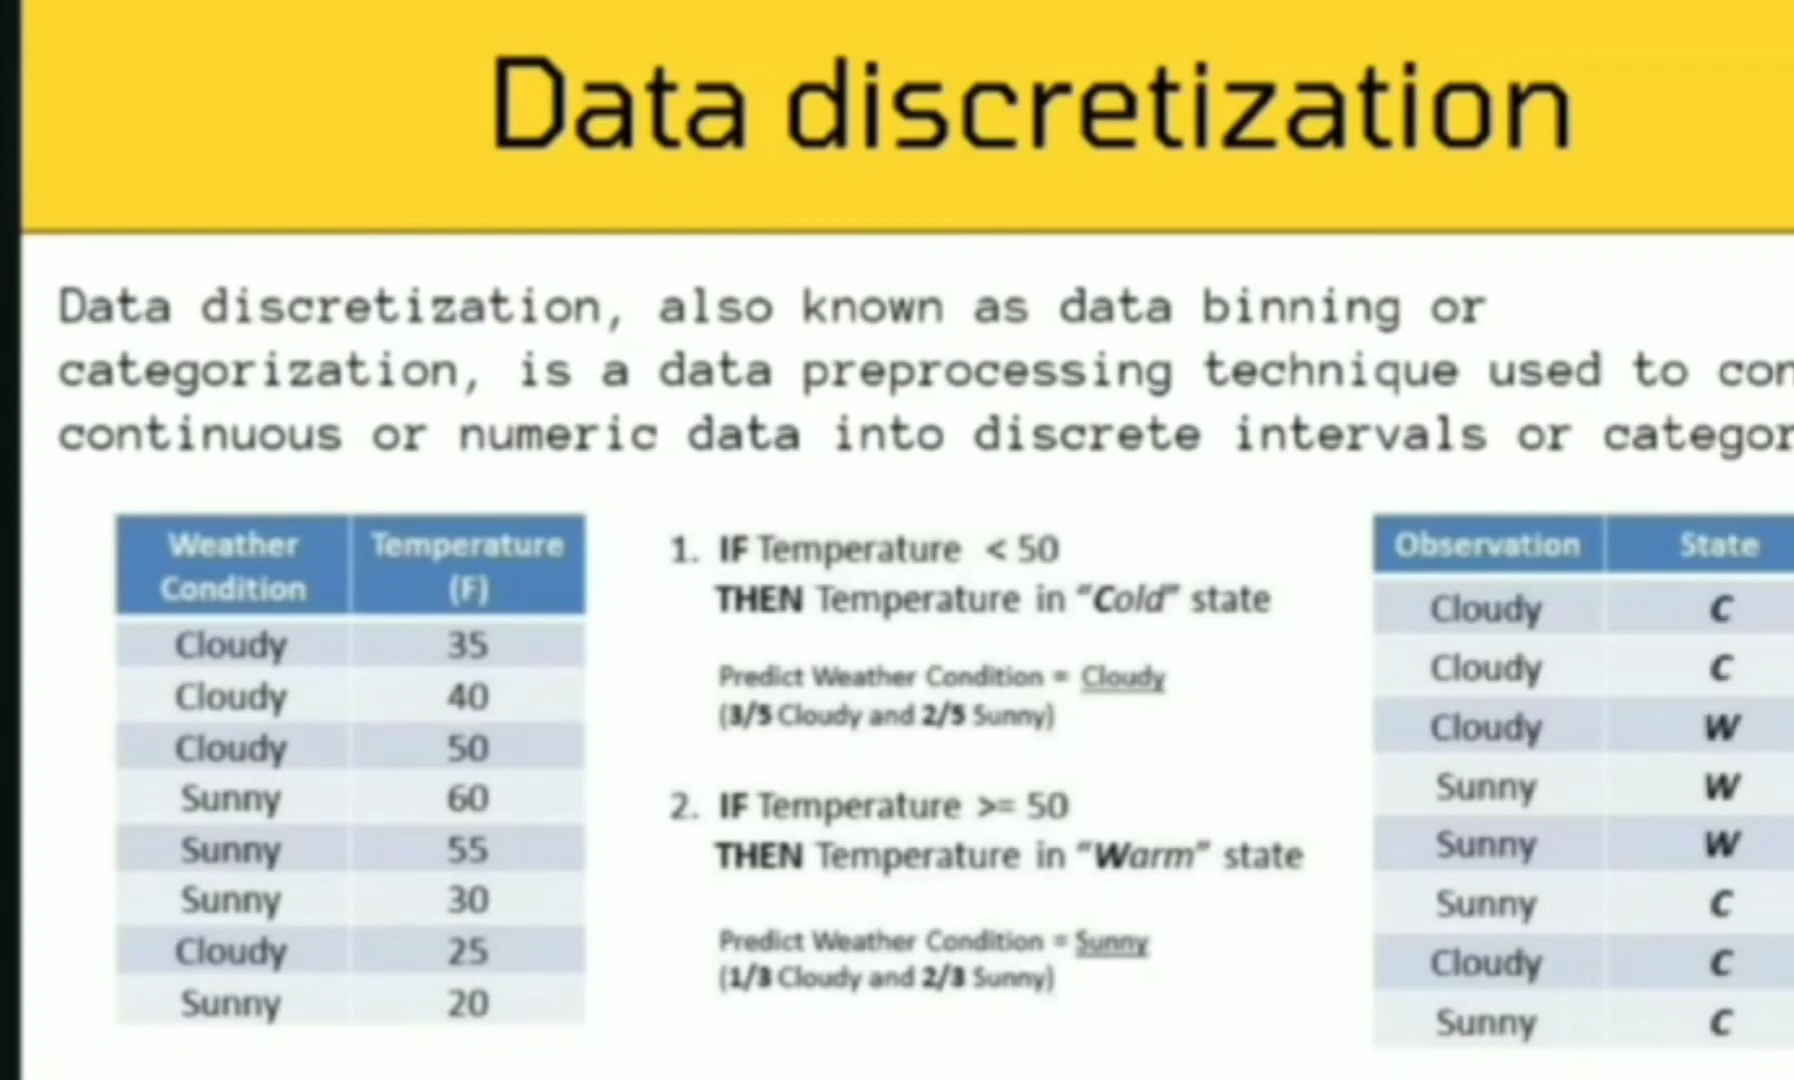 Data discretization
Data discretization, also known as data binning or
categorization, is a data preprocessing technique used to con
continuous or numeric data into discrete intervals or categor
Weather Condition Temperature (F)
Cloudy 35
Cloudy 40
Cloudy 50
Sunny 60
Sunny 55
Sunny 30
Cloudy 25
Sunny 20
1. IF Temperature < 50
THEN Temperature in “Cold” state
Predict Weather Condition = Cloudy
(3/5 Cloudy and 2/5 Sunny)
2. IF Temperature >= 50
THEN Temperature in “Warm” state
Predict Weather Condition = Sunny
(1/3 Cloudy and 2/3 Sunny)
Observation State
Cloudy C
Cloudy C
Cloudy W
Sunny W
Sunny W
Sunny C
Cloudy C
Sunny C